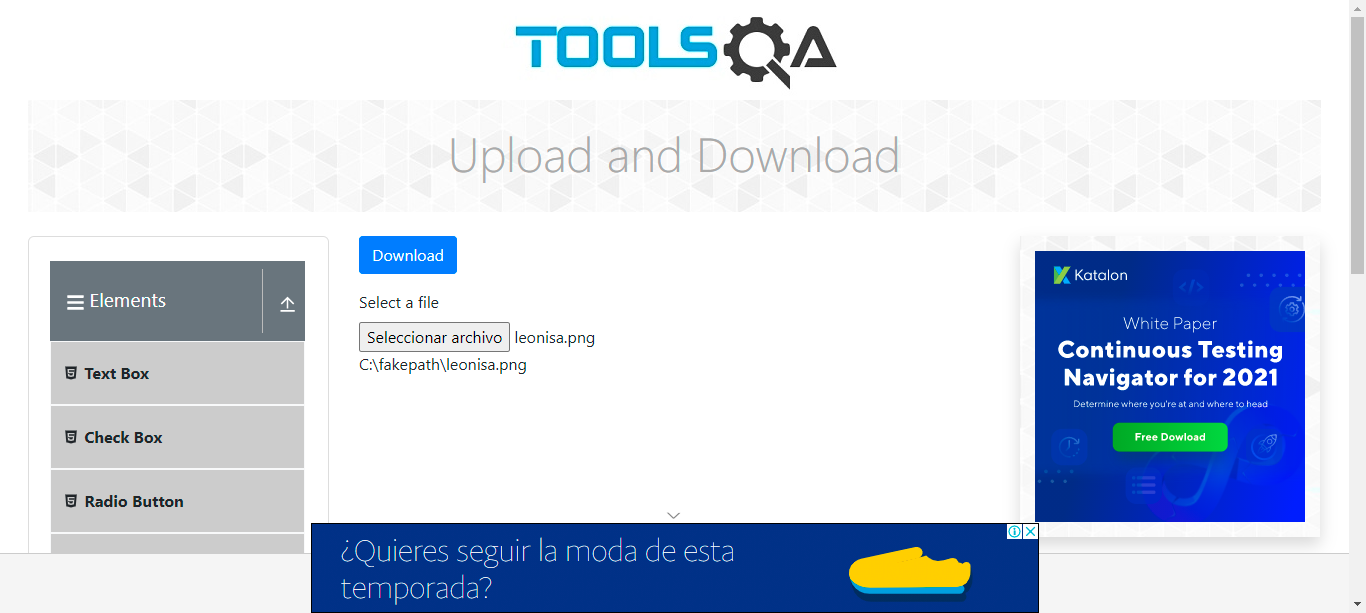 TOOLSQA
Upload and Download
Elements
Text Box
Check Box
Radio Button
Download
Select a file
Seleccionar archivo leonisa.png
C:\fakepath\leonisa.png
Katalon
White Paper
Continuous Testing
Navigator for 2021
Determine where you're at and where to head
Free Dowload
¿Quieres seguir la moda de esta
temporada?